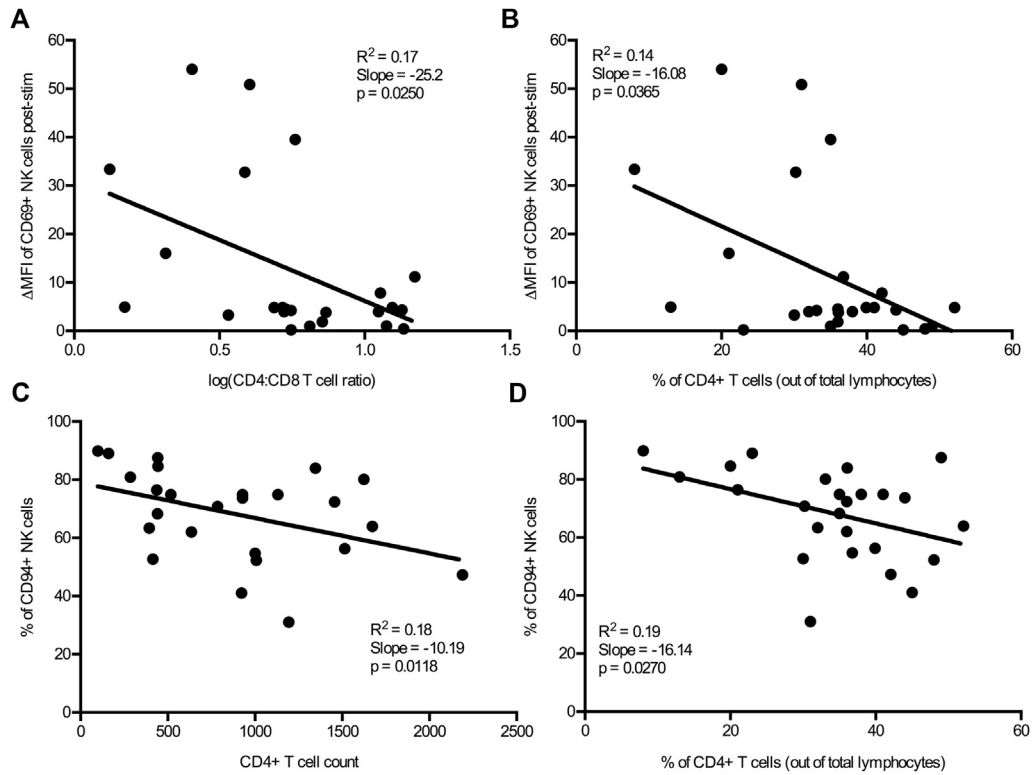 A
60
50
40
30
20
10
0
ΔMFI of CD69+ NK cells post-stim
R2 = 0.17
Slope = -25.2
p = 0.0250
0.0
0.5
1.0
1.5
log(CD4:CD8 T cell ratio)
B
60
50
40
30
20
10
0
ΔMFI of CD69+ NK cells post-stim
R2 = 0.14
Slope = -16.08
p = 0.0365
0
20
40
60
% of CD4+ T cells (out of total lymphocytes)
C
100
80
60
40
20
0
% of CD94+ NK cells
R2 = 0.18
Slope = -10.19
p = 0.0118
0
500
1000
1500
2000
2500
CD4+ T cell count
D
100
80
60
40
20
0
% of CD94+ NK cells
R2 = 0.19
Slope = -16.14
p = 0.0270
0
20
40
60
% of CD4+ T cells (out of total lymphocytes)